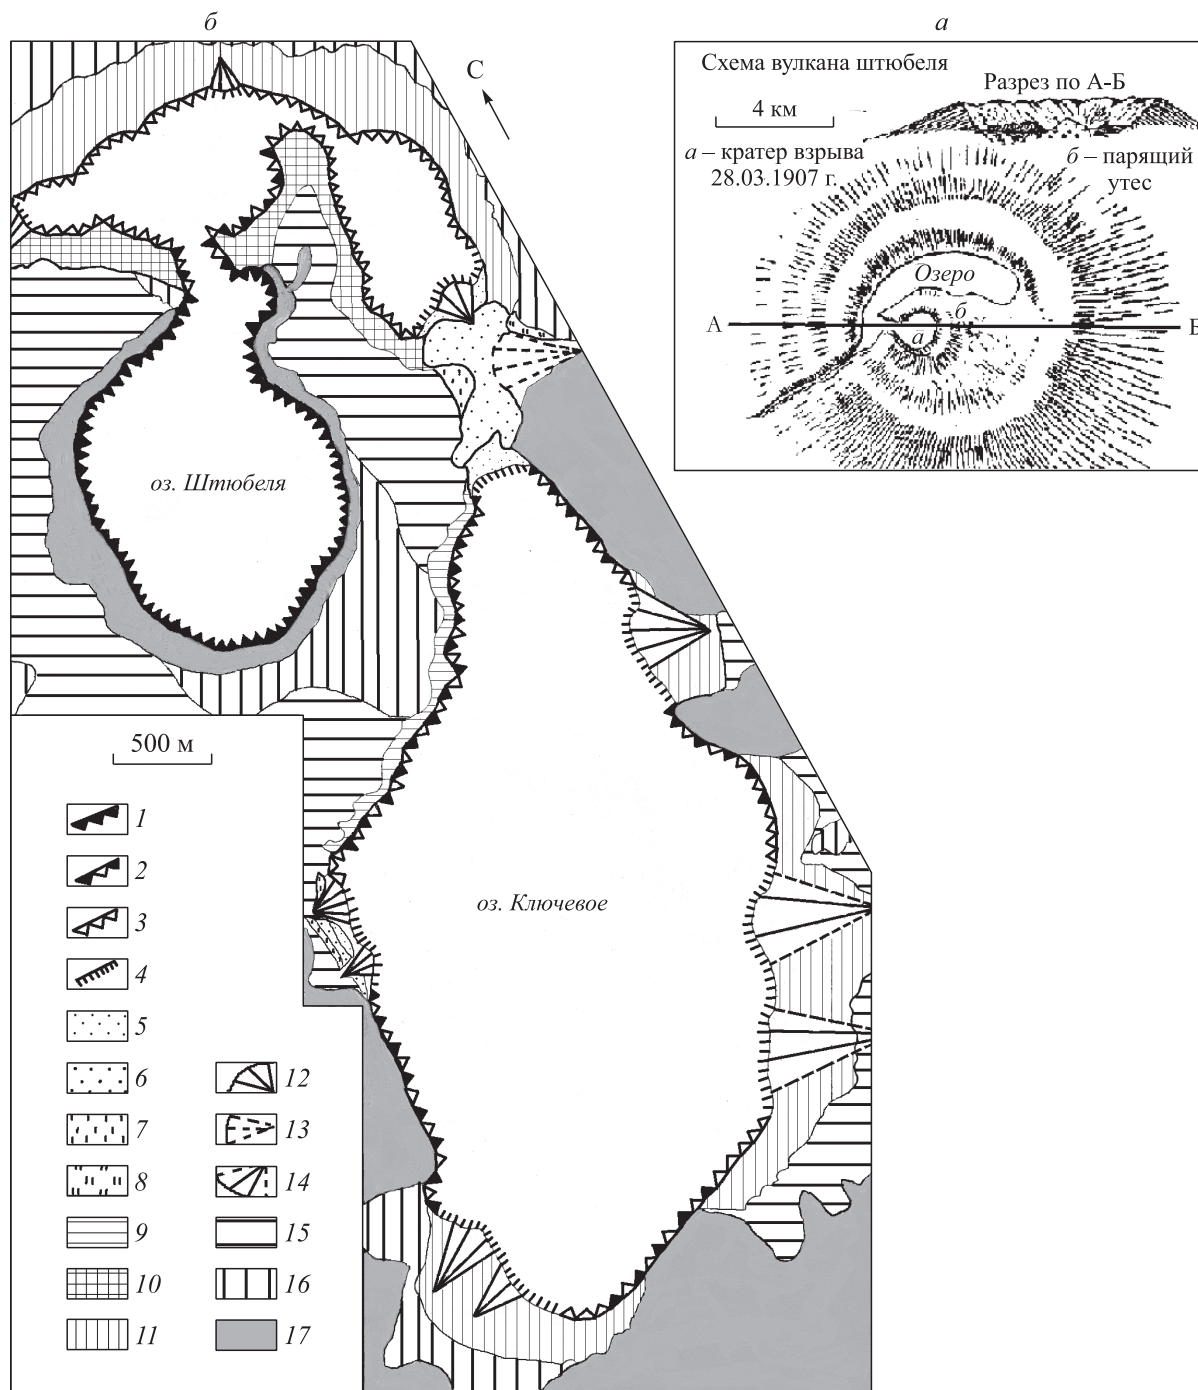 б
а
С
Схема вулкана штюбеля
Разрез по А-Б
4 км
а – кратер взрыва
28.03.1907 г.
б – парящий
утес
Озеро
А
б
а
Б
оз. Штюбеля
500 м
оз. Ключевое
1
2
3
4
5
6
7
8
9
10
11
12
13
14
15
16
17